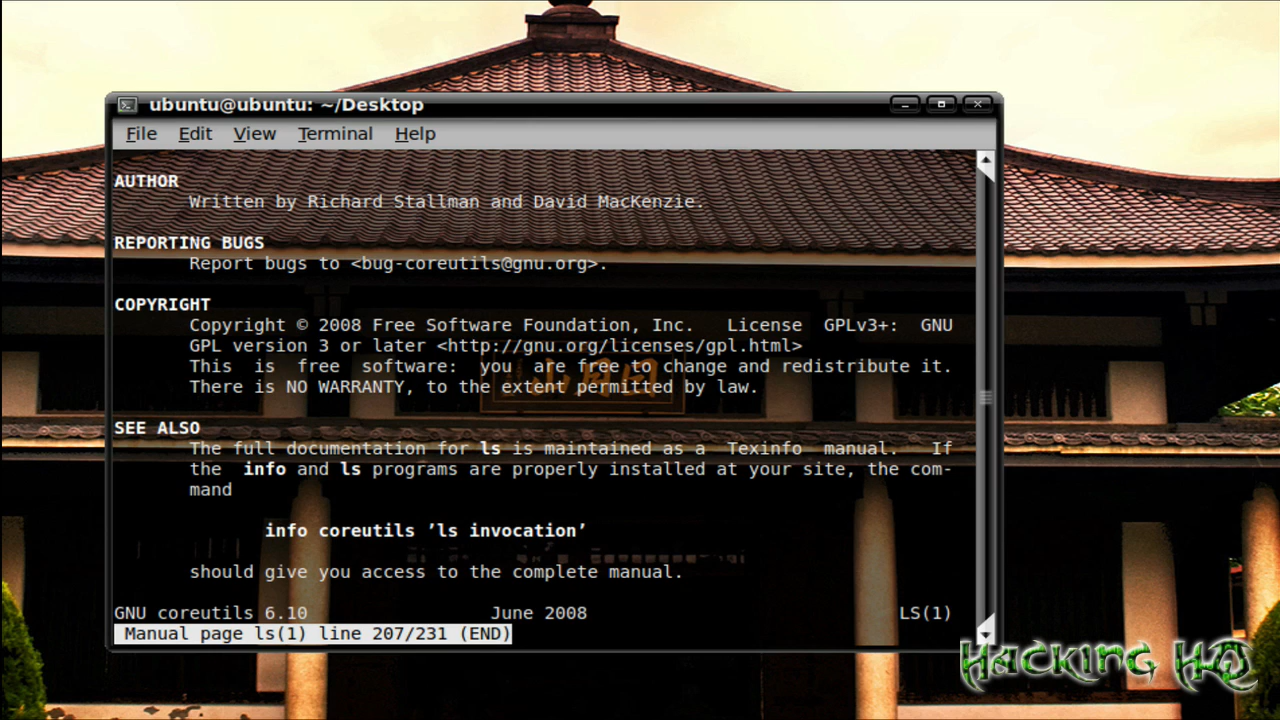 ubuntu@ubuntu: ~/Desktop
File Edit View Terminal Help
AUTHOR
Written by Richard Stallman and David MacKenzie.
REPORTING BUGS
Report bugs to <bug-coreutils@gnu.org>.
COPYRIGHT
Copyright © 2008 Free Software Foundation, Inc. License GPLv3+: GNU
GPL version 3 or later <http://gnu.org/licenses/gpl.html>
This is free software: you are free to change and redistribute it.
There is NO WARRANTY, to the extent permitted by law.
SEE ALSO
The full documentation for ls is maintained as a Texinfo manual. If
the info and ls programs are properly installed at your site, the com-
mand
info coreutils ’ls invocation’
should give you access to the complete manual.
GNU coreutils 6.10 June 2008 LS(1)
Manual page ls(1) line 207/231 (END)
Hacking HQ